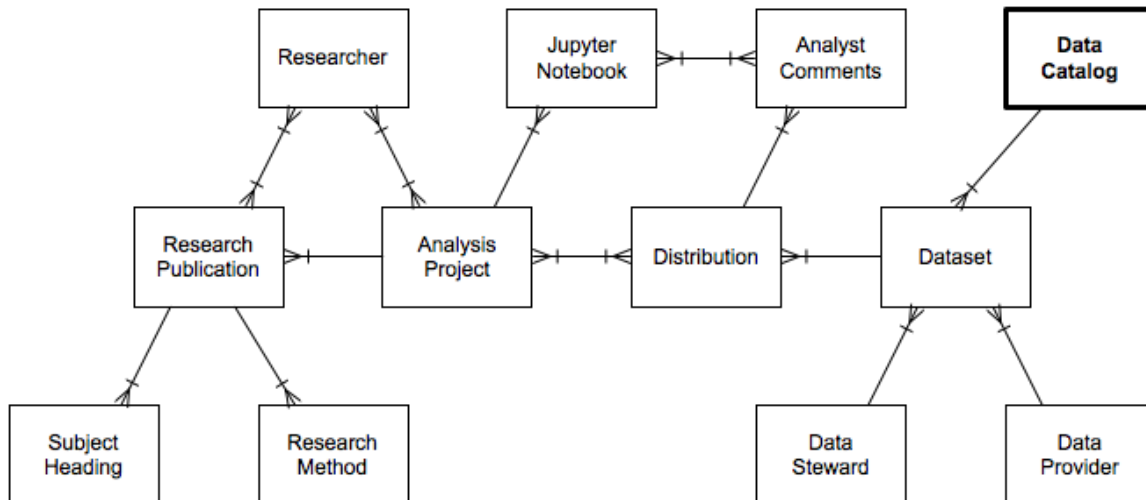 Researcher
Jupyter
Notebook
Analyst
Comments
Data
Catalog
Research
Publication
Analysis
Project
Distribution
Dataset
Subject
Heading
Research
Method
Data
Steward
Data
Provider